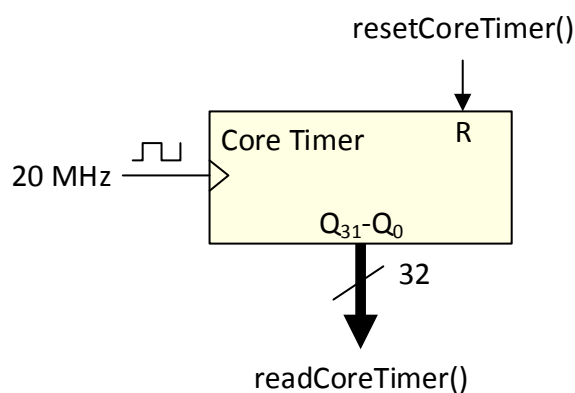 resetCoreTimer()
R
Core Timer
20 MHz
Q₃₁-Q₀
32
readCoreTimer()